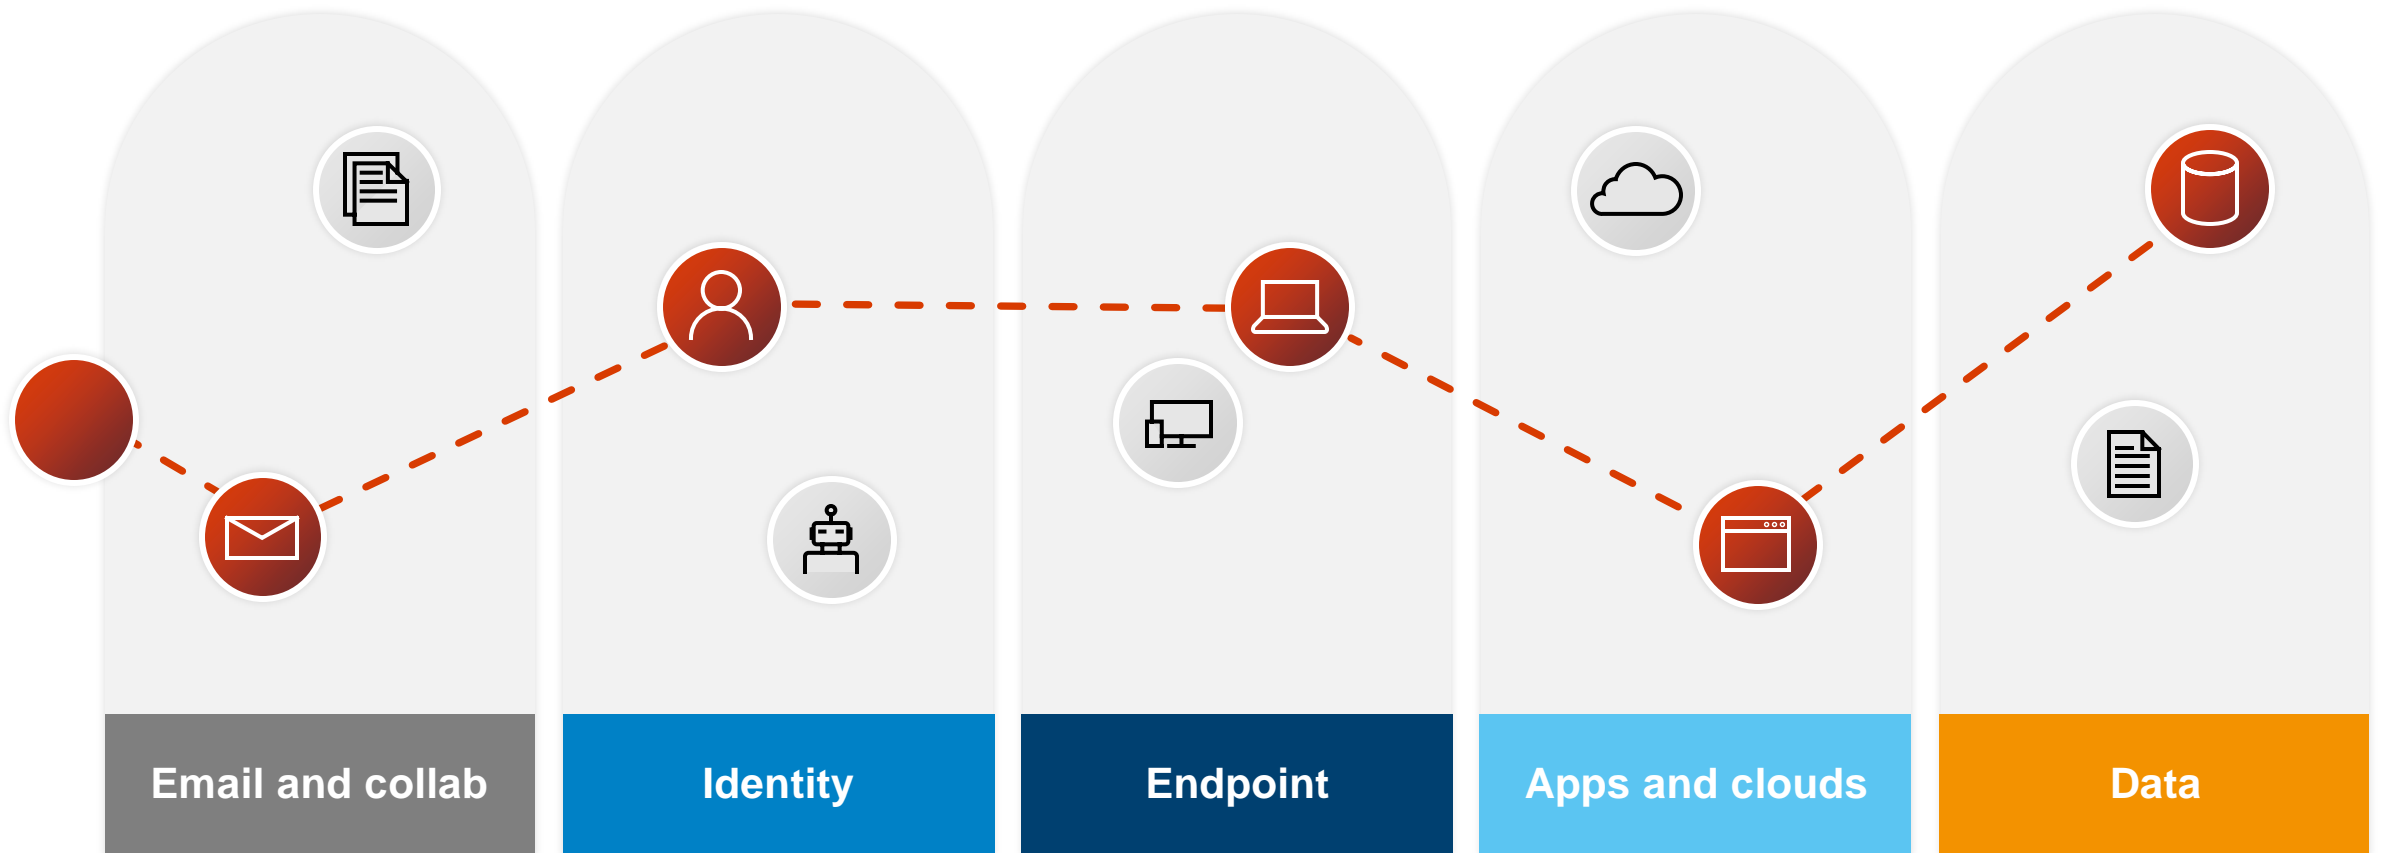 Email and collab
Identity
Endpoint
Apps and clouds
Data